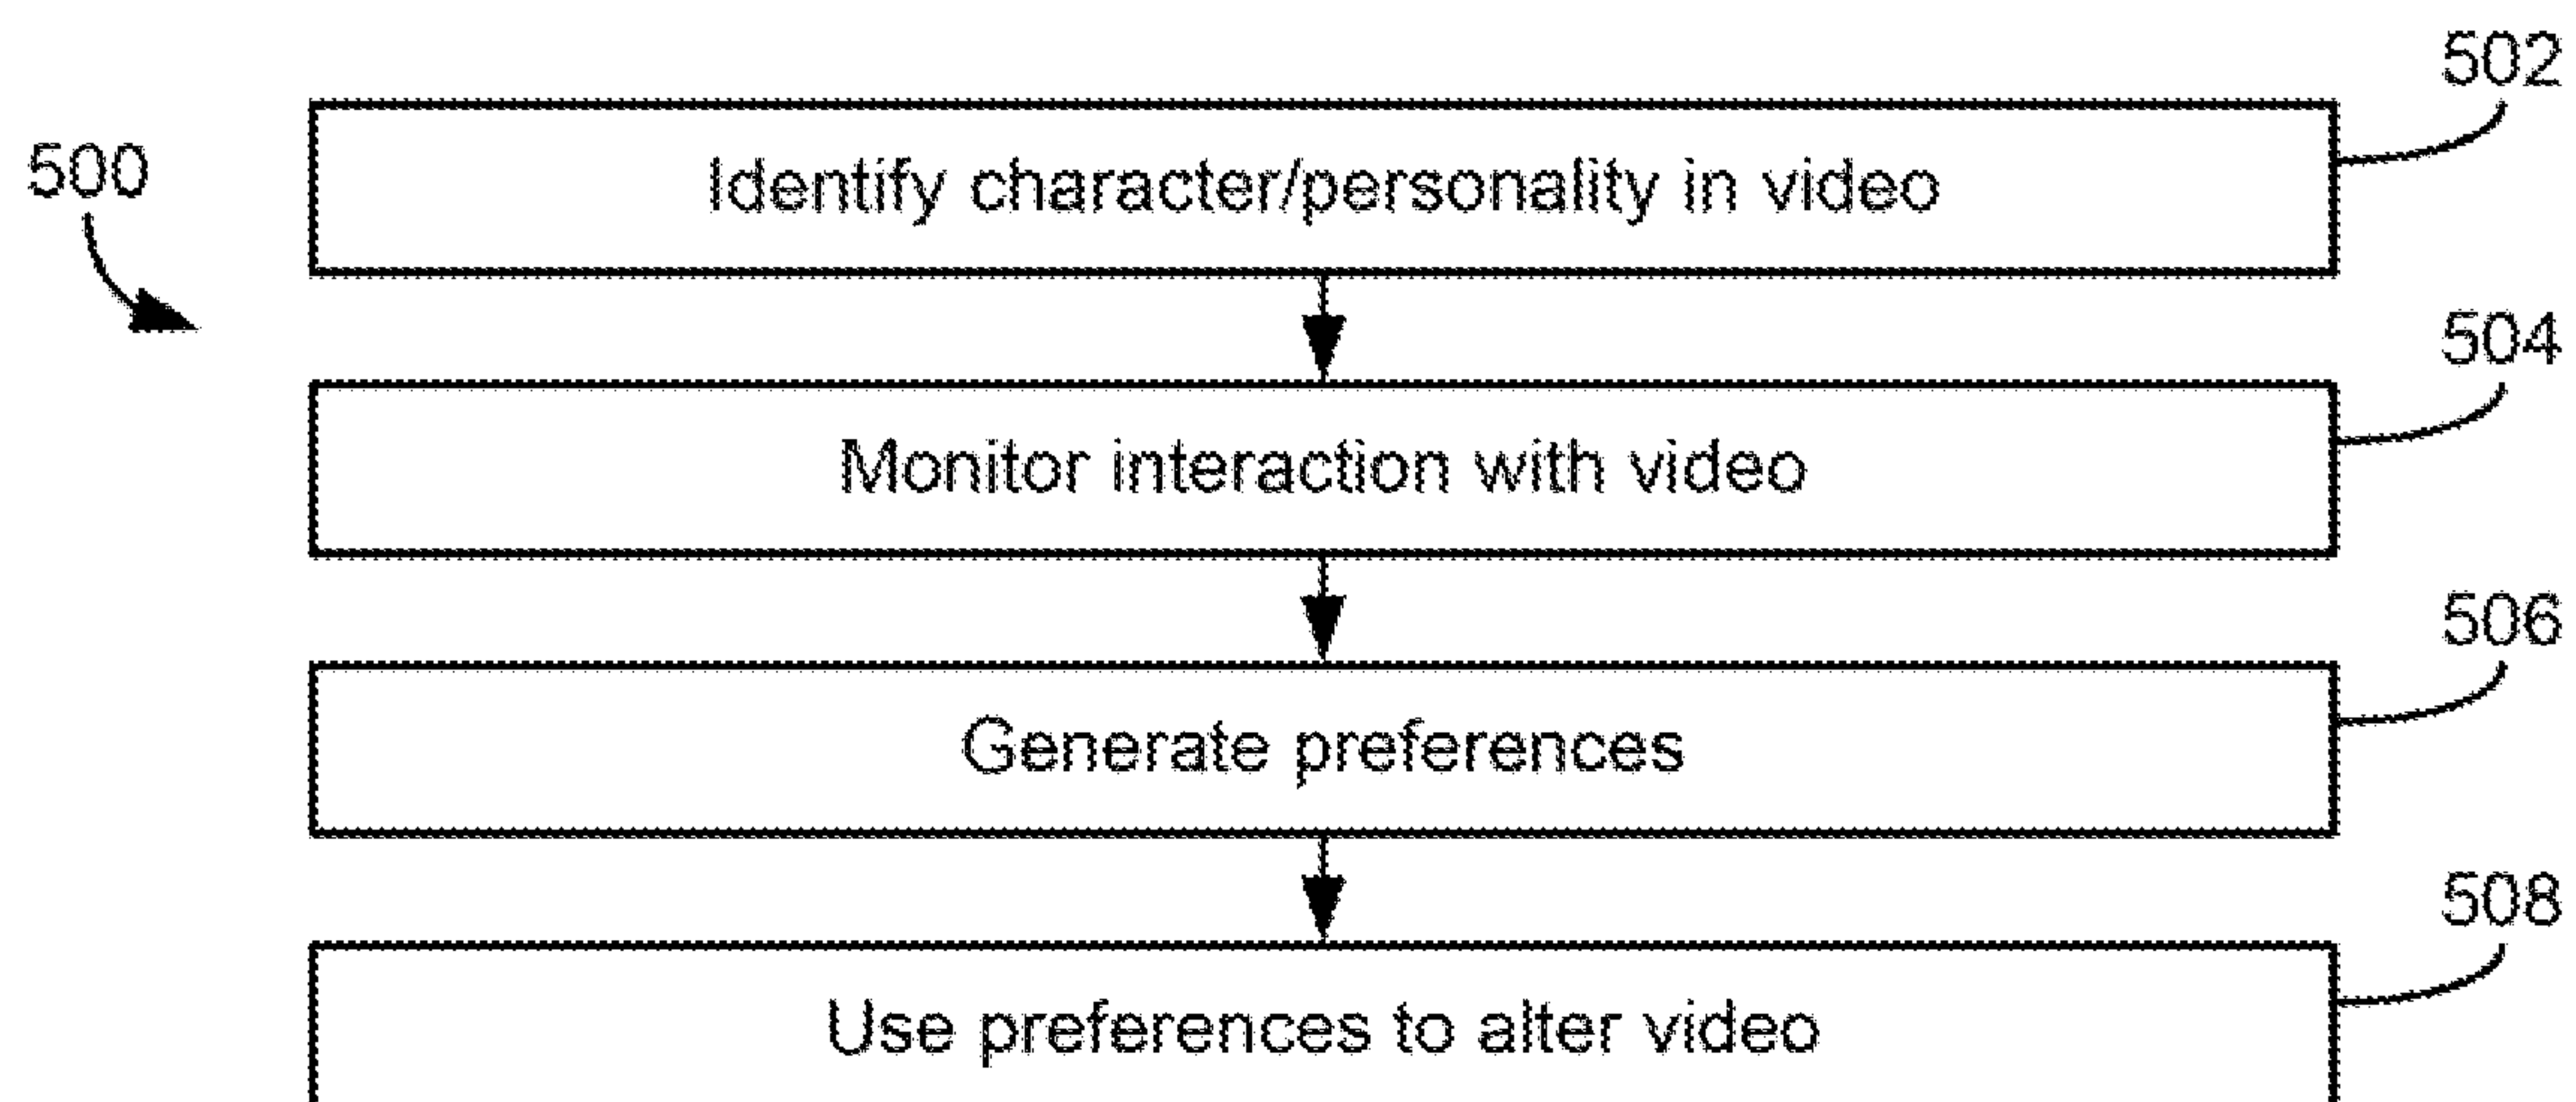 502
500
Identify character/personality in video
504
Monitor interaction with video
506
Generate preferences
508
Use preferences to alter video